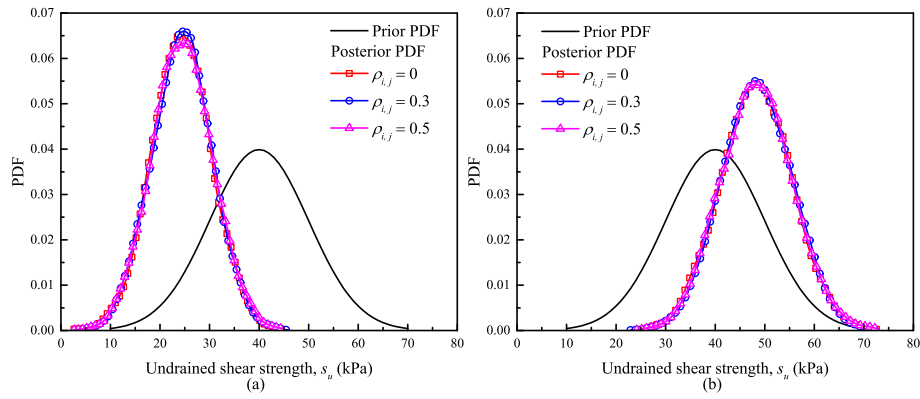 0.07
0.06
0.05
0.04
0.03
0.02
0.01
0.00
PDF
Prior PDF
Posterior PDF
ρi, j = 0
ρi, j = 0.3
ρi, j = 0.5
0 10 20 30 40 50 60 70 80
Undrained shear strength, su (kPa)
(a)
0.07
0.06
0.05
0.04
0.03
0.02
0.01
0.00
PDF
Prior PDF
Posterior PDF
ρi, j = 0
ρi, j = 0.3
ρi, j = 0.5
0 10 20 30 40 50 60 70 80
Undrained shear strength, su (kPa)
(b)